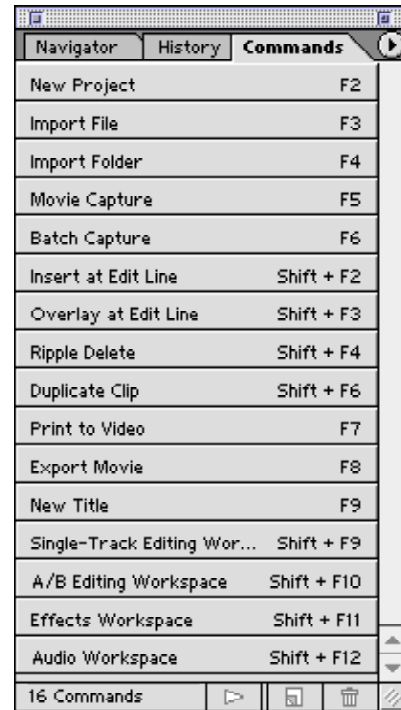 Navigator History Commands
New Project F2
Import File F3
Import Folder F4
Movie Capture F5
Batch Capture F6
Insert at Edit Line Shift + F2
Overlay at Edit Line Shift + F3
Ripple Delete Shift + F4
Duplicate Clip Shift + F6
Print to Video F7
Export Movie F8
New Title F9
Single-Track Editing Wor... Shift + F9
A/B Editing Workspace Shift + F10
Effects Workspace Shift + F11
Audio Workspace Shift + F12
16 Commands